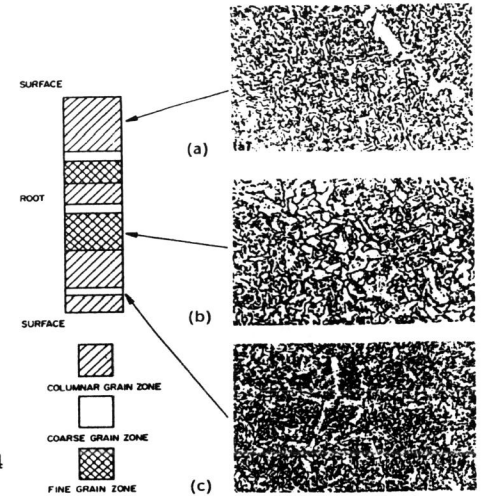 SURFACE
(a)
(a)
ROOT
(b)
SURFACE
COLUMNAR GRAIN ZONE
COARSE GRAIN ZONE
FINE GRAIN ZONE
(c)